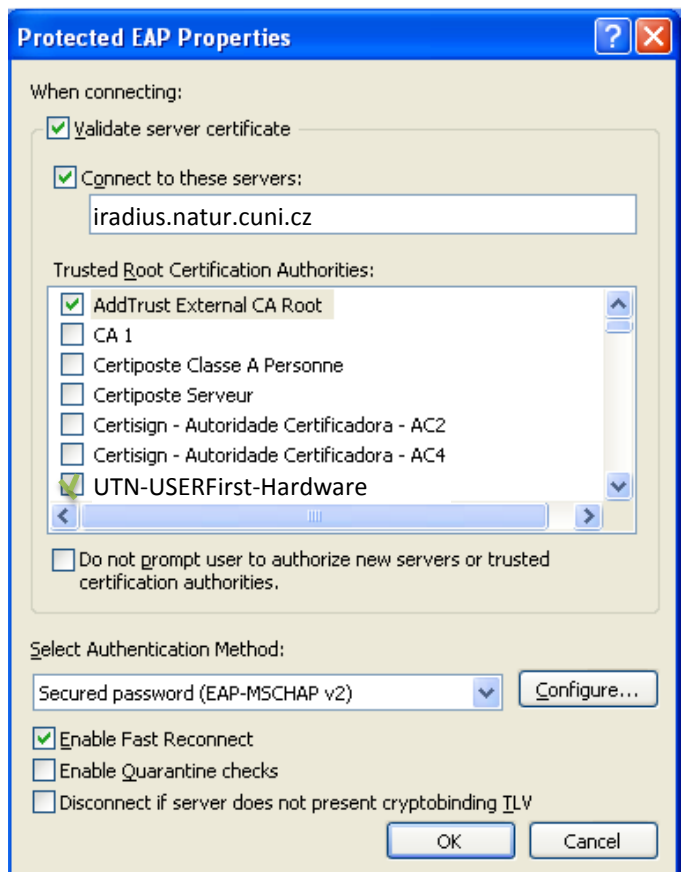 Protected EAP Properties
When connecting:
Validate server certificate
Connect to these servers:
iradius.natur.cuni.cz
Trusted Root Certification Authorities:
AddTrust External CA Root
CA 1
Certiposte Classe A Personne
Certiposte Serveur
Certisign - Autoridade Certificadora - AC2
Certisign - Autoridade Certificadora - AC4
UTN-USERFirst-Hardware
Do not prompt user to authorize new servers or trusted
certification authorities.
Select Authentication Method:
Secured password (EAP-MSCHAP v2)
Configure...
Enable Fast Reconnect
Enable Quarantine checks
Disconnect if server does not present cryptobinding TLV
OK
Cancel